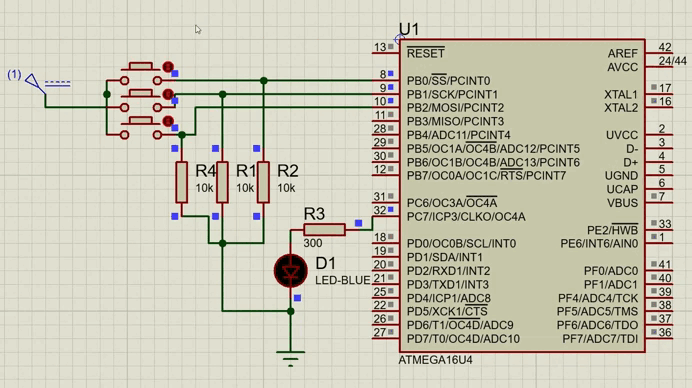 U1
(1)
13
RESET
AREF
42
AVCC
24/44
8
PB0/SS/PCINT0
9
PB1/SCK/PCINT1
XTAL1
17
10
PB2/MOSI/PCINT2
XTAL2
16
11
PB3/MISO/PCINT3
28
PB4/ADC11/PCINT4
UVCC
2
29
PB5/OC1A/OC4B/ADC12/PCINT5
D-
3
30
PB6/OC1B/OC4B/ADC13/PCINT6
D+
4
12
PB7/OC0A/OC1C/RTS/PCINT7
UGND
5
UCAP
6
31
PC6/OC3A/OC4A
VBUS
7
32
PC7/ICP3/CLKO/OC4A
PE2/HWB
33
18
PD0/OC0B/SCL/INT0
PE6/INT6/AIN0
1
19
PD1/SDA/INT1
20
PD2/RXD1/INT2
PF0/ADC0
41
21
PD3/TXD1/INT3
PF1/ADC1
40
25
PD4/ICP1/ADC8
PF4/ADC4/TCK
39
22
PD5/XCK1/CTS
PF5/ADC5/TMS
38
26
PD6/T1/OC4D/ADC9
PF6/ADC6/TDO
37
27
PD7/T0/OC4D/ADC10
PF7/ADC7/TDI
36
ATMEGA16U4
R4
10k
R1
10k
R2
10k
R3
300
D1
LED-BLUE